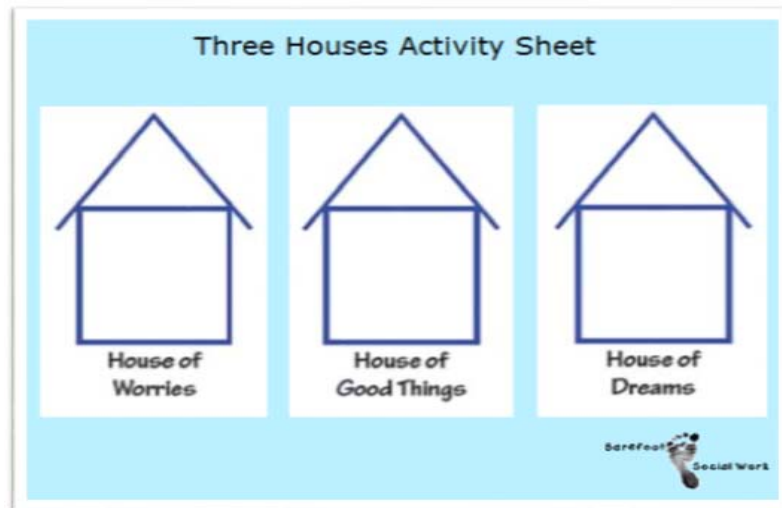 Three Houses Activity Sheet
House of
Worries
House of
Good Things
House of
Dreams
Barefoot
Social Work